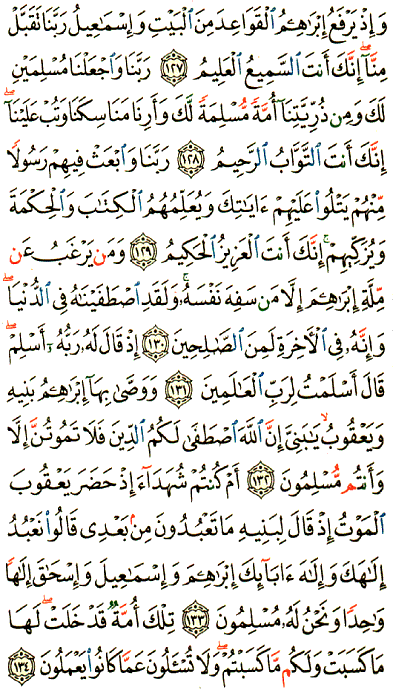 وَإِذْ يَرْفَعُ إِبْرَٰهِـۧمُ ٱلْقَوَاعِدَ مِنَ ٱلْبَيْتِ وَإِسْمَٰعِيلُ رَبَّنَا تَقَبَّلْ
مِنَّآۖ إِنَّكَ أَنتَ ٱلسَّمِيعُ ٱلْعَلِيمُ ١٢٧ رَبَّنَا وَٱجْعَلْنَا مُسْلِمَيْنِ
لَكَ وَمِن ذُرِّيَّتِنَآ أُمَّةً مُّسْلِمَةً لَّكَ وَأَرِنَا مَنَاسِكَنَا وَتُبْ عَلَيْنَآۖ
إِنَّكَ أَنتَ ٱلتَّوَّابُ ٱلرَّحِيمُ ١٢٨ رَبَّنَا وَٱبْعَثْ فِيهِمْ رَسُولًا
مِّنْهُمْ يَتْلُوا۟ عَلَيْهِمْ ءَايَٰتِكَ وَيُعَلِّمُهُمُ ٱلْكِتَٰبَ وَٱلْحِكْمَةَ
وَيُزَكِّيهِمْۚ إِنَّكَ أَنتَ ٱلْعَزِيزُ ٱلْحَكِيمُ ١٢٩ وَمَن يَرْغَبُ عَن
مِّلَّةِ إِبْرَٰهِـۧمَ إِلَّا مَن سَفِهَ نَفْسَهُۥۚ وَلَقَدِ ٱصْطَفَيْنَٰهُ فِى ٱلدُّنْيَاۖ
وَإِنَّهُۥ فِى ٱلْـَٔاخِرَةِ لَمِنَ ٱلصَّٰلِحِينَ ١٣٠ إِذْ قَالَ لَهُۥ رَبُّهُۥٓ أَسْلِمْۖ
قَالَ أَسْلَمْتُ لِرَبِّ ٱلْعَٰلَمِينَ ١٣١ وَوَصَّىٰ بِهَآ إِبْرَٰهِـۧمُ بَنِيهِ
وَيَعْقُوبُ يَٰبَنِىَّ إِنَّ ٱللَّهَ ٱصْطَفَىٰ لَكُمُ ٱلدِّينَ فَلَا تَمُوتُنَّ إِلَّا
وَأَنتُم مُّسْلِمُونَ ١٣٢ أَمْ كُنتُمْ شُهَدَآءَ إِذْ حَضَرَ يَعْقُوبَ
ٱلْمَوْتُ إِذْ قَالَ لِبَنِيهِ مَا تَعْبُدُونَ مِنۢ بَعْدِى قَالُوا۟ نَعْبُدُ
إِلَٰهَكَ وَإِلَٰهَ ءَابَآئِكَ إِبْرَٰهِـۧمَ وَإِسْمَٰعِيلَ وَإِسْحَٰقَ إِلَٰهًا
وَٰحِدًا وَنَحْنُ لَهُۥ مُسْلِمُونَ ١٣٣ تِلْكَ أُمَّةٌ قَدْ خَلَتْۖ لَهَا
مَا كَسَبَتْ وَلَكُم مَّا كَسَبْتُمْۖ وَلَا تُسْـَٔلُونَ عَمَّا كَانُوا۟ يَعْمَلُونَ ١٣٤